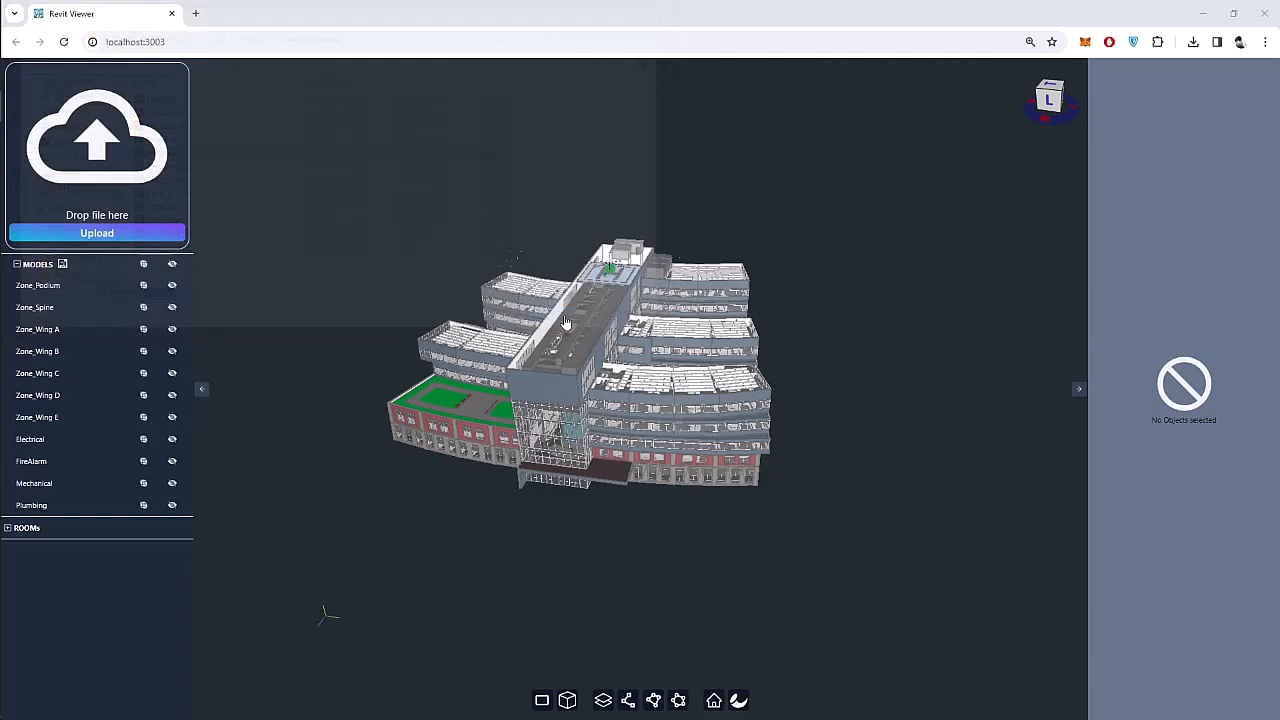 Revit Viewer
localhost:3003
L
Drop file here
Upload
MODELS
Zone_Podium
Zone_Spine
Zone_Wing A
Zone_Wing B
Zone_Wing C
Zone_Wing D
Zone_Wing E
Electrical
FireAlarm
Mechanical
Plumbing
ROOMs
No Objects selected